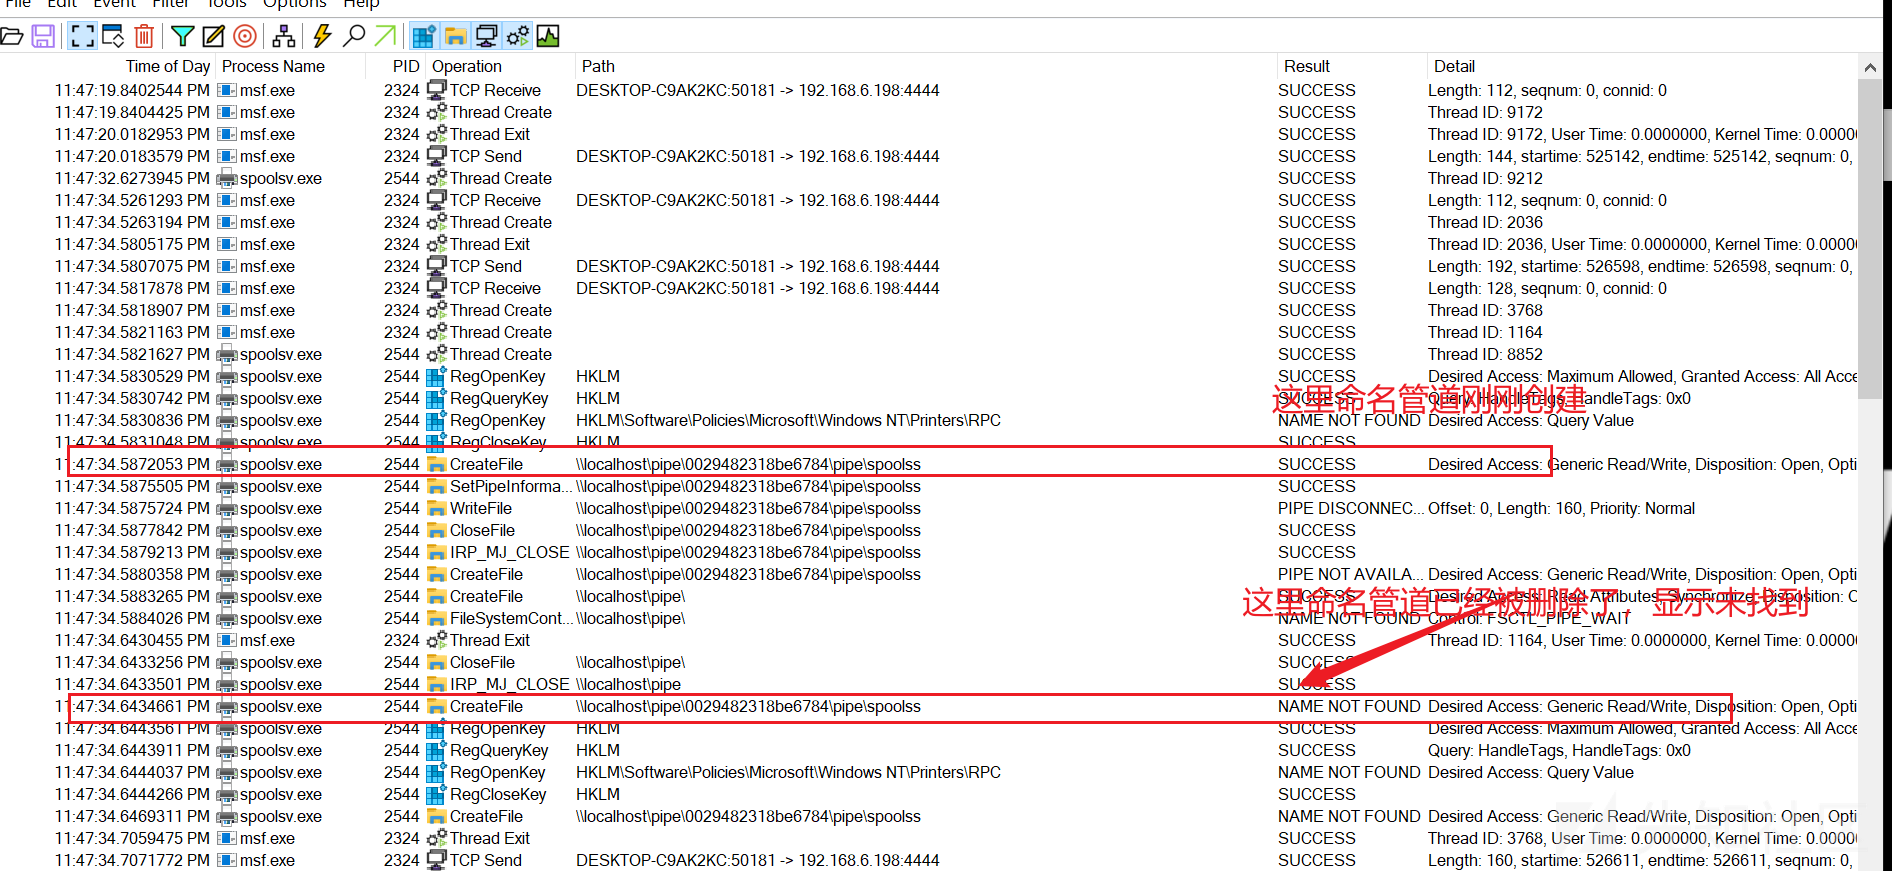 File Edit Event Filter Tools Options Help
Time of Day Process Name PID Operation Path Result Detail
11:47:19.8402544 PM msf.exe 2324 TCP Receive DESKTOP-C9AK2KC:50181 -> 192.168.6.198:4444 SUCCESS Length: 112, seqnum: 0, connid: 0
11:47:19.8404425 PM msf.exe 2324 Thread Create SUCCESS Thread ID: 9172
11:47:20.0182953 PM msf.exe 2324 Thread Exit SUCCESS Thread ID: 9172, User Time: 0.0000000, Kernel Time: 0.0000
11:47:20.0183579 PM msf.exe 2324 TCP Send DESKTOP-C9AK2KC:50181 -> 192.168.6.198:4444 SUCCESS Length: 144, startime: 525142, endtime: 525142, seqnum: 0,
11:47:32.6273945 PM spoolsv.exe 2544 Thread Create SUCCESS Thread ID: 9212
11:47:34.5261293 PM msf.exe 2324 TCP Receive DESKTOP-C9AK2KC:50181 -> 192.168.6.198:4444 SUCCESS Length: 112, seqnum: 0, connid: 0
11:47:34.5263194 PM msf.exe 2324 Thread Create SUCCESS Thread ID: 2036
11:47:34.5805175 PM msf.exe 2324 Thread Exit SUCCESS Thread ID: 2036, User Time: 0.0000000, Kernel Time: 0.0000
11:47:34.5807075 PM msf.exe 2324 TCP Send DESKTOP-C9AK2KC:50181 -> 192.168.6.198:4444 SUCCESS Length: 192, startime: 526598, endtime: 526598, seqnum: 0,
11:47:34.5817878 PM msf.exe 2324 TCP Receive DESKTOP-C9AK2KC:50181 -> 192.168.6.198:4444 SUCCESS Length: 128, seqnum: 0, connid: 0
11:47:34.5818907 PM msf.exe 2324 Thread Create SUCCESS Thread ID: 3768
11:47:34.5821163 PM msf.exe 2324 Thread Create SUCCESS Thread ID: 1164
11:47:34.5821627 PM spoolsv.exe 2544 Thread Create SUCCESS Thread ID: 8852
11:47:34.5830529 PM spoolsv.exe 2544 RegOpenKey HKLM SUCCESS Desired Access: Maximum Allowed, Granted Access: All Acce
11:47:34.5830742 PM spoolsv.exe 2544 RegQueryKey HKLM SUCCESS Query: HandleTags, HandleTags: 0x0
这里命名管道刚刚创建
11:47:34.5830836 PM spoolsv.exe 2544 RegOpenKey HKLM\Software\Policies\Microsoft\Windows NT\Printers\RPC NAME NOT FOUND Desired Access: Query Value
11:47:34.5831048 PM spoolsv.exe 2544 RegCloseKey HKLM SUCCESS
11:47:34.5872053 PM spoolsv.exe 2544 CreateFile \\localhost\pipe\0029482318be6784\pipe\spoolss SUCCESS Desired Access: Generic Read/Write, Disposition: Open, Opti
11:47:34.5875505 PM spoolsv.exe 2544 SetPipeInforma... \\localhost\pipe\0029482318be6784\pipe\spoolss SUCCESS
11:47:34.5875724 PM spoolsv.exe 2544 WriteFile \\localhost\pipe\0029482318be6784\pipe\spoolss PIPE DISCONNEC... Offset: 0, Length: 160, Priority: Normal
11:47:34.5877842 PM spoolsv.exe 2544 CloseFile \\localhost\pipe\0029482318be6784\pipe\spoolss SUCCESS
11:47:34.5879213 PM spoolsv.exe 2544 IRP_MJ_CLOSE \\localhost\pipe\0029482318be6784\pipe\spoolss SUCCESS
11:47:34.5880358 PM spoolsv.exe 2544 CreateFile \\localhost\pipe\0029482318be6784\pipe\spoolss PIPE NOT AVAILA... Desired Access: Generic Read/Write, Disposition: Open, Opti
11:47:34.5883265 PM spoolsv.exe 2544 CreateFile \\localhost\pipe\ SUCCESS Desired Access: Read Attributes, Synchronize, Disposition: O
这里命名管道已经被删除了，显示未找到
11:47:34.5884026 PM spoolsv.exe 2544 FileSystemCont... \\localhost\pipe\ NAME NOT FOUND Control: FSCTL_PIPE_WAIT
11:47:34.6430455 PM msf.exe 2324 Thread Exit SUCCESS Thread ID: 1164, User Time: 0.0000000, Kernel Time: 0.0000
11:47:34.6433256 PM spoolsv.exe 2544 CloseFile \\localhost\pipe\ SUCCESS
11:47:34.6433501 PM spoolsv.exe 2544 IRP_MJ_CLOSE \\localhost\pipe SUCCESS
11:47:34.6434661 PM spoolsv.exe 2544 CreateFile \\localhost\pipe\0029482318be6784\pipe\spoolss NAME NOT FOUND Desired Access: Generic Read/Write, Disposition: Open, Opti
11:47:34.6443561 PM spoolsv.exe 2544 RegOpenKey HKLM SUCCESS Desired Access: Maximum Allowed, Granted Access: All Acce
11:47:34.6443911 PM spoolsv.exe 2544 RegQueryKey HKLM SUCCESS Query: HandleTags, HandleTags: 0x0
11:47:34.6444037 PM spoolsv.exe 2544 RegOpenKey HKLM\Software\Policies\Microsoft\Windows NT\Printers\RPC NAME NOT FOUND Desired Access: Query Value
11:47:34.6444266 PM spoolsv.exe 2544 RegCloseKey HKLM SUCCESS
11:47:34.6469311 PM spoolsv.exe 2544 CreateFile \\localhost\pipe\0029482318be6784\pipe\spoolss NAME NOT FOUND Desired Access: Generic Read/Write, Disposition: Open, Opti
11:47:34.7059475 PM msf.exe 2324 Thread Exit SUCCESS Thread ID: 3768, User Time: 0.0000000, Kernel Time: 0.0000
11:47:34.7071772 PM msf.exe 2324 TCP Send DESKTOP-C9AK2KC:50181 -> 192.168.6.198:4444 SUCCESS Length: 160, startime: 526611, endtime: 526611, seqnum: 0,